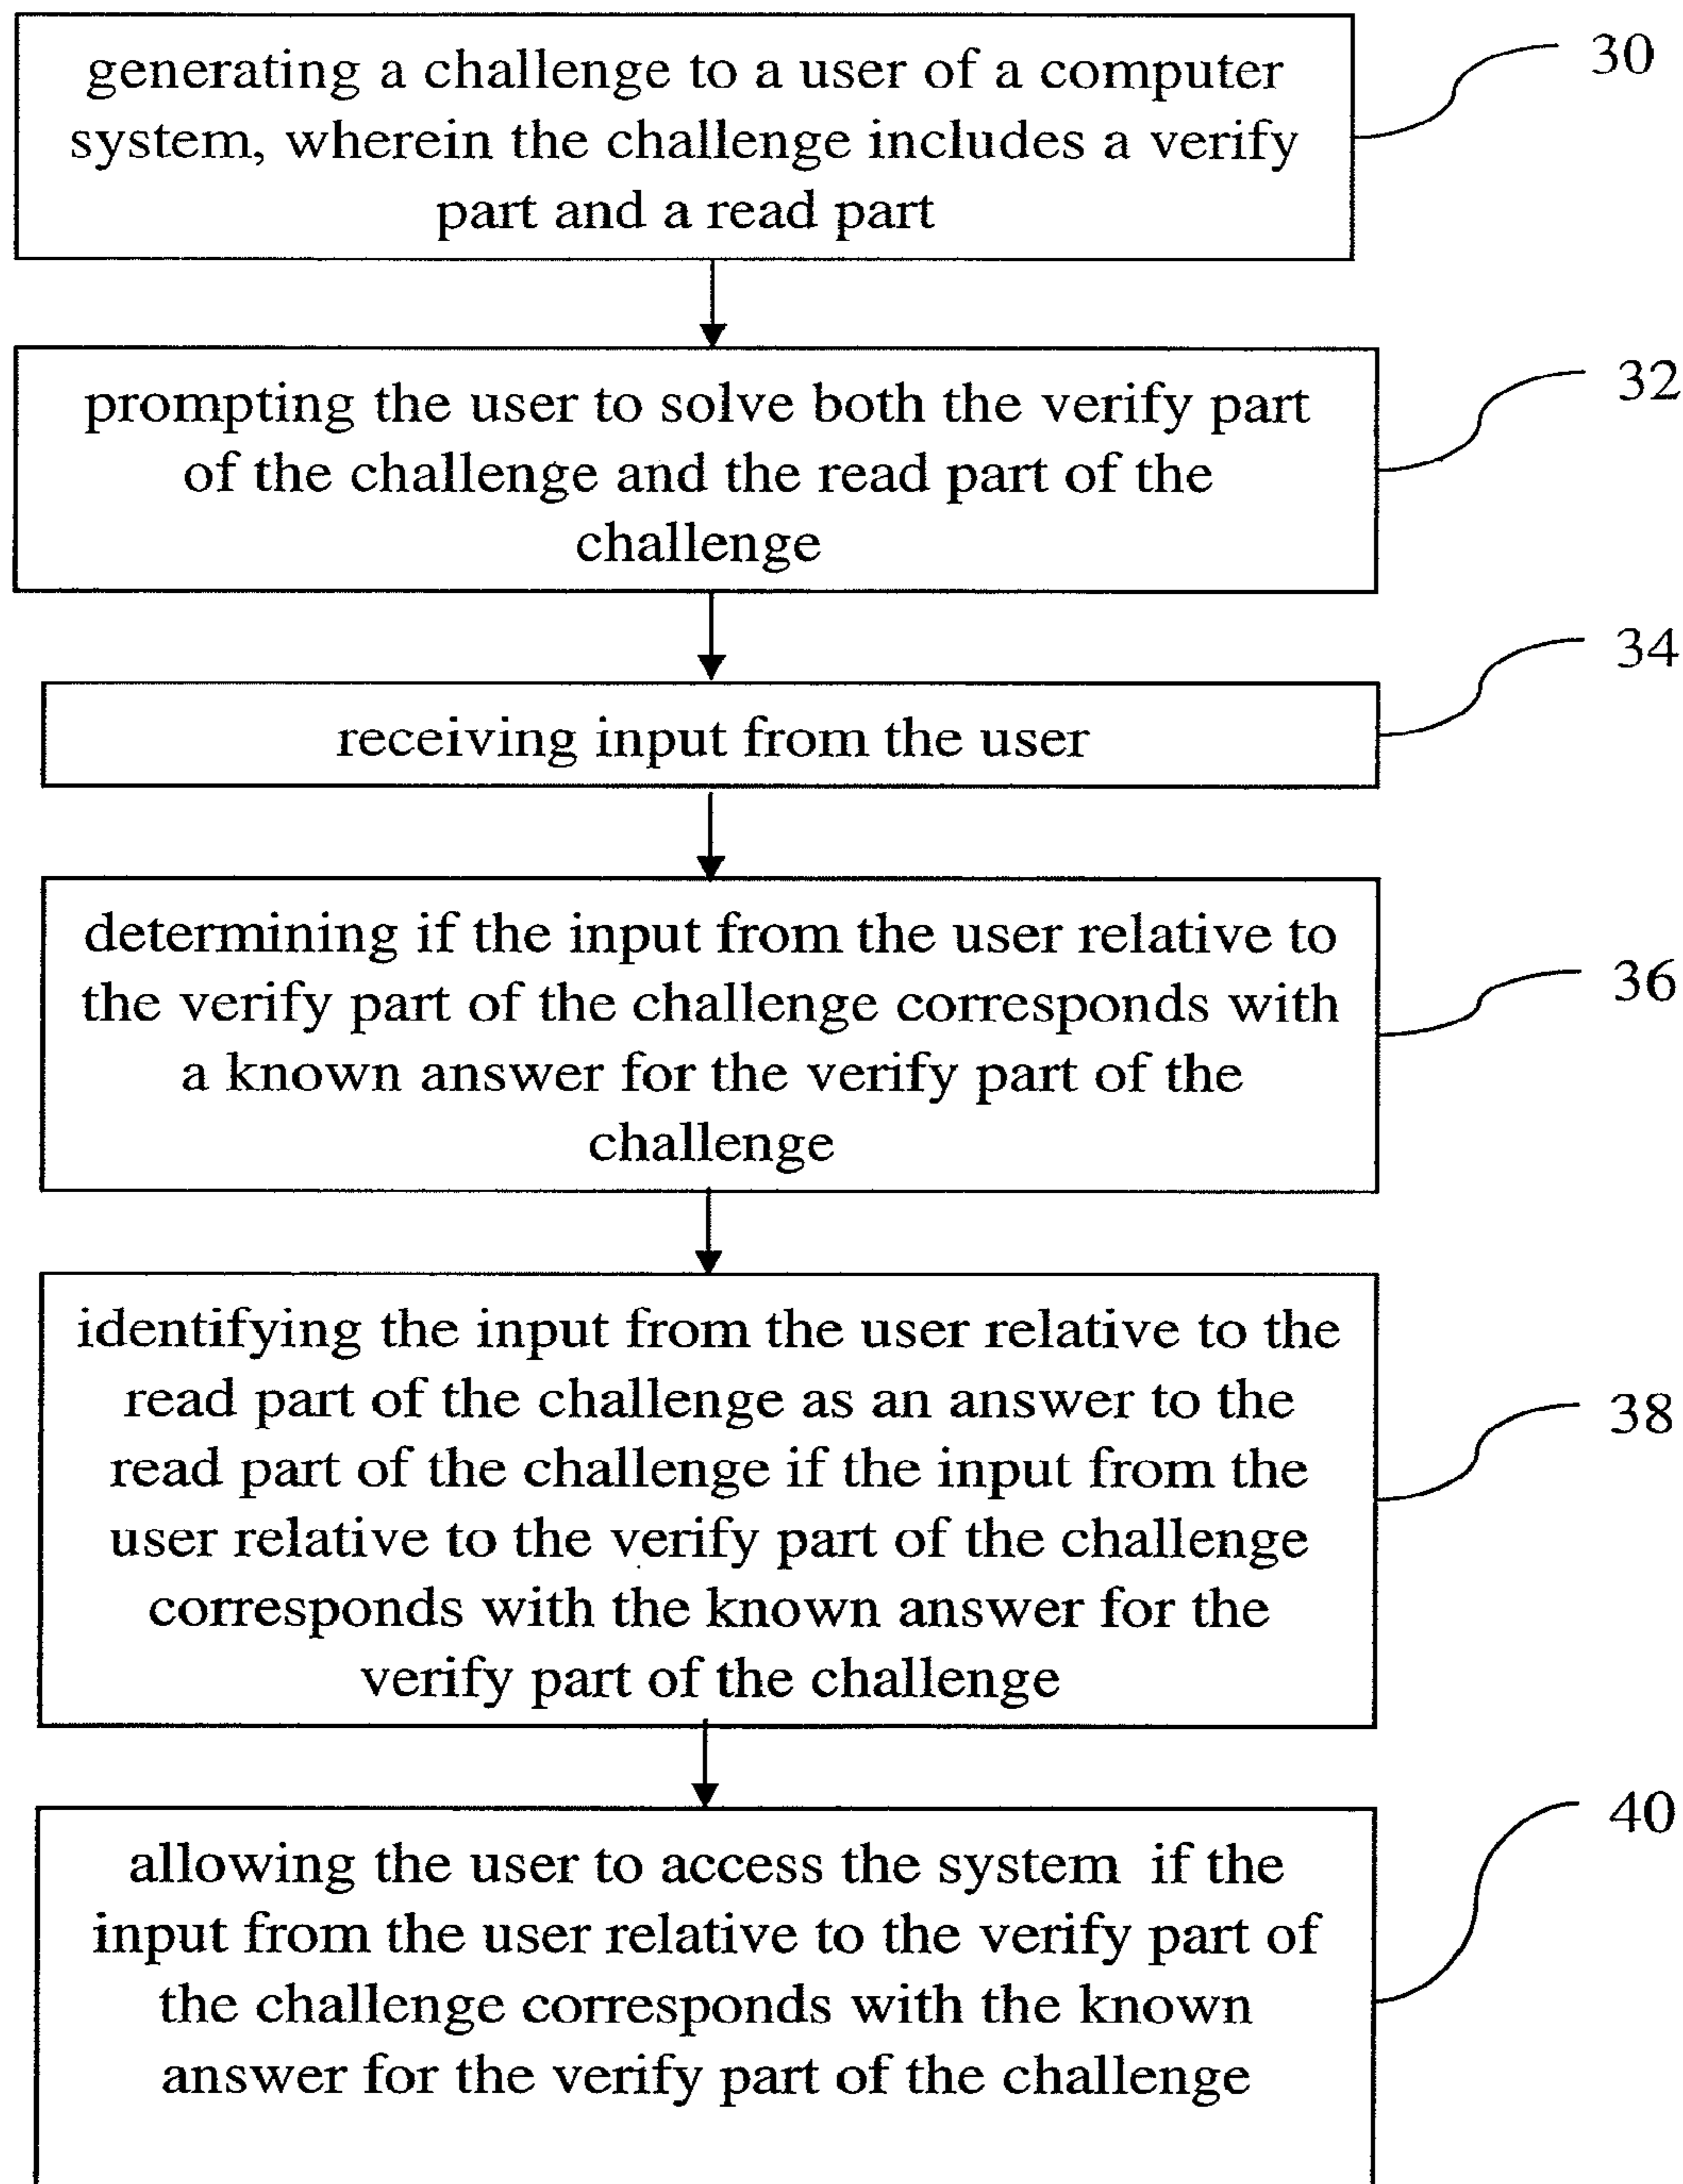 generating a challenge to a user of a computer
30
system, wherein the challenge includes a verify
part and a read part
prompting the user to solve both the verify part
32
of the challenge and the read part of the
challenge
34
receiving input from the user
determining if the input from the user relative to
36
the verify part of the challenge corresponds with
a known answer for the verify part of the
challenge
identifying the input from the user relative to the
read part of the challenge as an answer to the
38
read part of the challenge if the input from the
user relative to the verify part of the challenge
corresponds with the known answer for the
verify part of the challenge
40
allowing the user to access the system if the
input from the user relative to the verify part of
the challenge corresponds with the known
answer for the verify part of the challenge